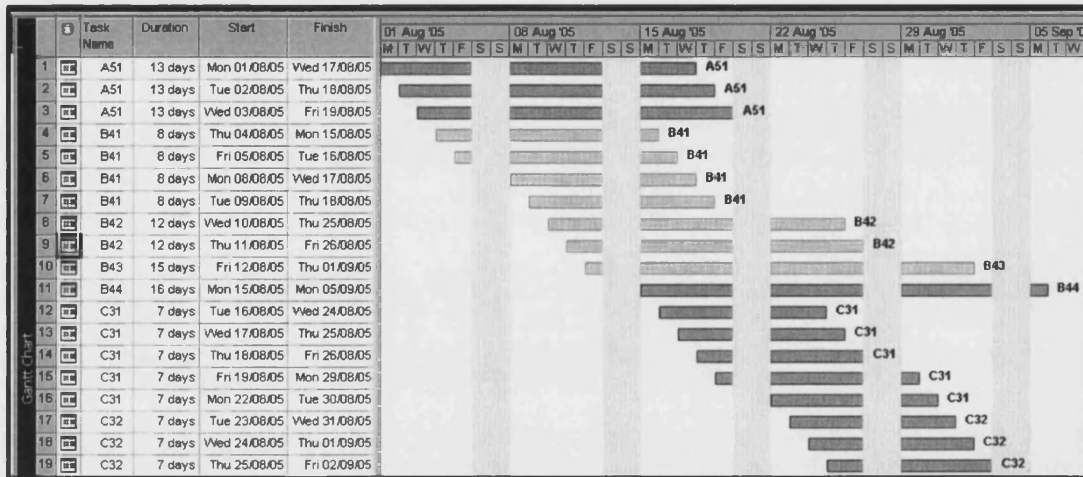 Task Name Duration Start Finish 01 Aug '05 08 Aug '05 15 Aug '05 22 Aug '05 29 Aug '05 05 Sep '0
M T W T F S S M T W T F S S M T W T F S S M T W T F S S M T W T F S S M T W
1 A51 13 days Mon 01/08/05 Wed 17/08/05 A51
2 A51 13 days Tue 02/08/05 Thu 18/08/05 A51
3 A51 13 days Wed 03/08/05 Fri 19/08/05 A51
4 B41 8 days Thu 04/08/05 Mon 15/08/05 B41
5 B41 8 days Fri 05/08/05 Tue 16/08/05 B41
6 B41 8 days Mon 08/08/05 Wed 17/08/05 B41
7 B41 8 days Tue 09/08/05 Thu 18/08/05 B41
8 B42 12 days Wed 10/08/05 Thu 25/08/05 B42
9 B42 12 days Thu 11/08/05 Fri 26/08/05 B42
10 B43 15 days Fri 12/08/05 Thu 01/09/05 B43
11 B44 16 days Mon 15/08/05 Mon 05/09/05 B44
12 C31 7 days Tue 16/08/05 Wed 24/08/05 C31
13 C31 7 days Wed 17/08/05 Thu 25/08/05 C31
14 C31 7 days Thu 18/08/05 Fri 26/08/05 C31
15 C31 7 days Fri 19/08/05 Mon 29/08/05 C31
16 C31 7 days Mon 22/08/05 Tue 30/08/05 C31
17 C32 7 days Tue 23/08/05 Wed 31/08/05 C32
18 C32 7 days Wed 24/08/05 Thu 01/09/05 C32
19 C32 7 days Thu 25/08/05 Fri 02/09/05 C32
Gantt Chart